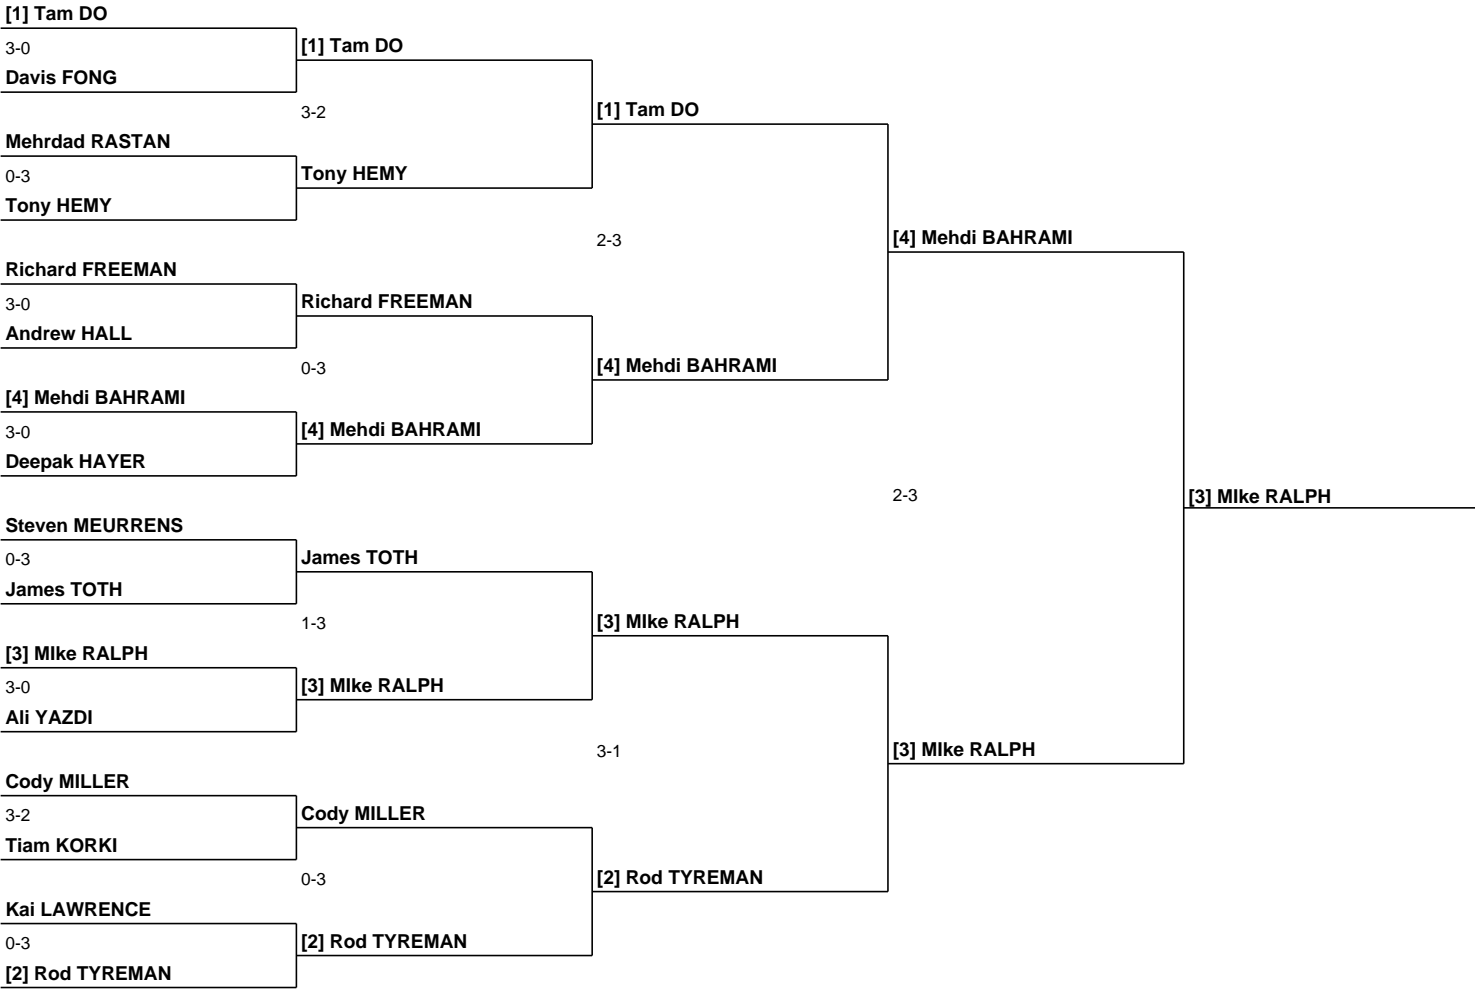 [1] Tam DO
3-0
Davis FONG
Mehrdad RASTAN
0-3
Tony HEMY
Richard FREEMAN
3-0
Andrew HALL
[4] Mehdi BAHRAMI
3-0
Deepak HAYER
Steven MEURRENS
0-3
James TOTH
[3] MIke RALPH
3-0
Ali YAZDI
Cody MILLER
3-2
Tiam KORKI
Kai LAWRENCE
0-3
[2] Rod TYREMAN
[1] Tam DO
3-2
Tony HEMY
Richard FREEMAN
0-3
[4] Mehdi BAHRAMI
James TOTH
1-3
[3] MIke RALPH
Cody MILLER
0-3
[2] Rod TYREMAN
[1] Tam DO
2-3
[4] Mehdi BAHRAMI
[3] MIke RALPH
3-1
[2] Rod TYREMAN
[4] Mehdi BAHRAMI
2-3
[3] MIke RALPH
[3] MIke RALPH